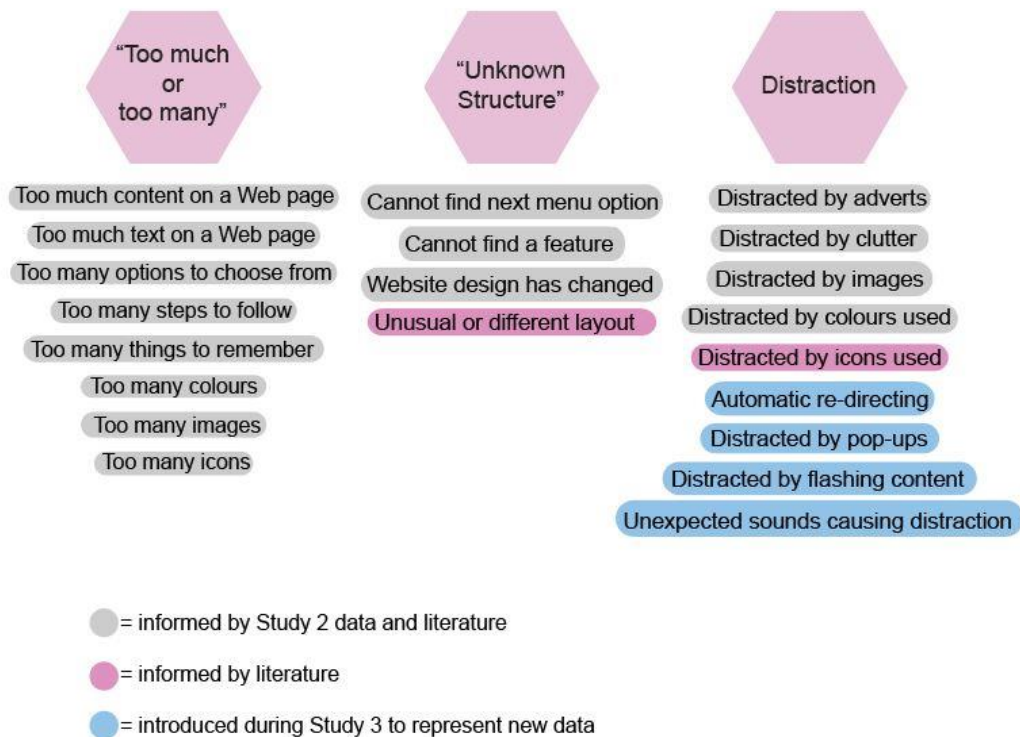 “Too much
or
too many”
Too much content on a Web page
Too much text on a Web page
Too many options to choose from
Too many steps to follow
Too many things to remember
Too many colours
Too many images
Too many icons
“Unknown
Structure”
Cannot find next menu option
Cannot find a feature
Website design has changed
Unusual or different layout
Distraction
Distracted by adverts
Distracted by clutter
Distracted by images
Distracted by colours used
Distracted by icons used
Automatic re-directing
Distracted by pop-ups
Distracted by flashing content
Unexpected sounds causing distraction
= informed by Study 2 data and literature
= informed by literature
= introduced during Study 3 to represent new data